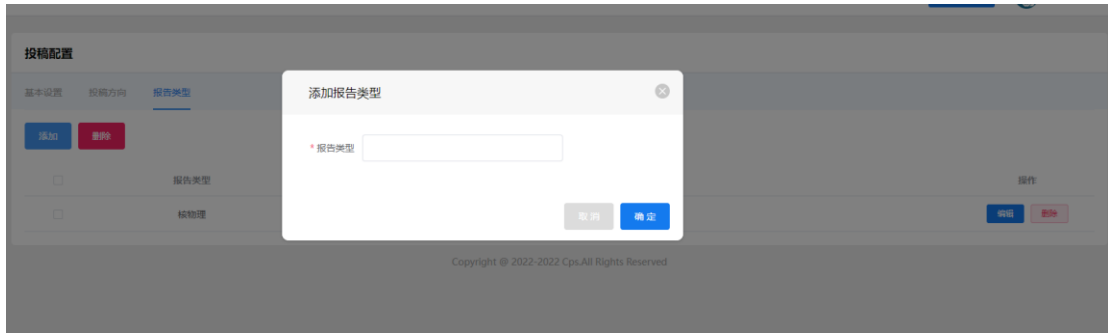 投稿配置
基本设置 投稿方向 报告类型
添加 删除
添加报告类型
* 报告类型
取 消 确 定
报告类型 操作
核物理 编辑 删除
Copyright @ 2022-2022 Cps.All Rights Reserved